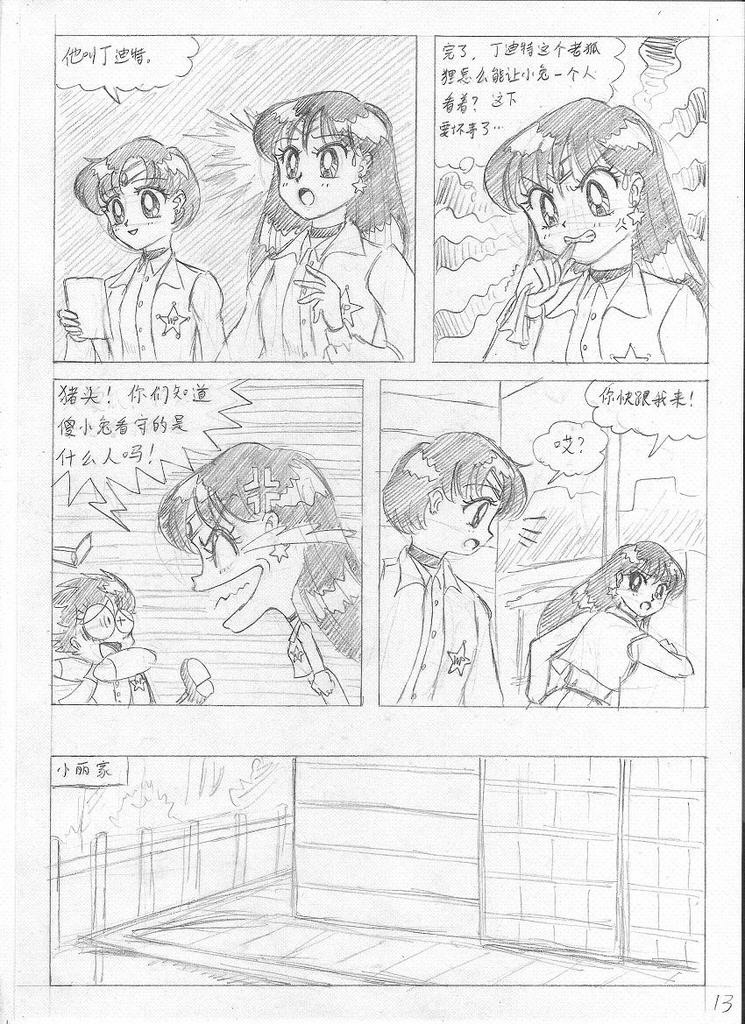 他叫丁迪特。
完了，丁迪特这个老狐
狸怎么能让小兔一个人
看着？这下
要坏事了…
猪头！你们知道
傻小兔看守的是
什么人吗！
哎？
你快跟我来！
小丽家
13